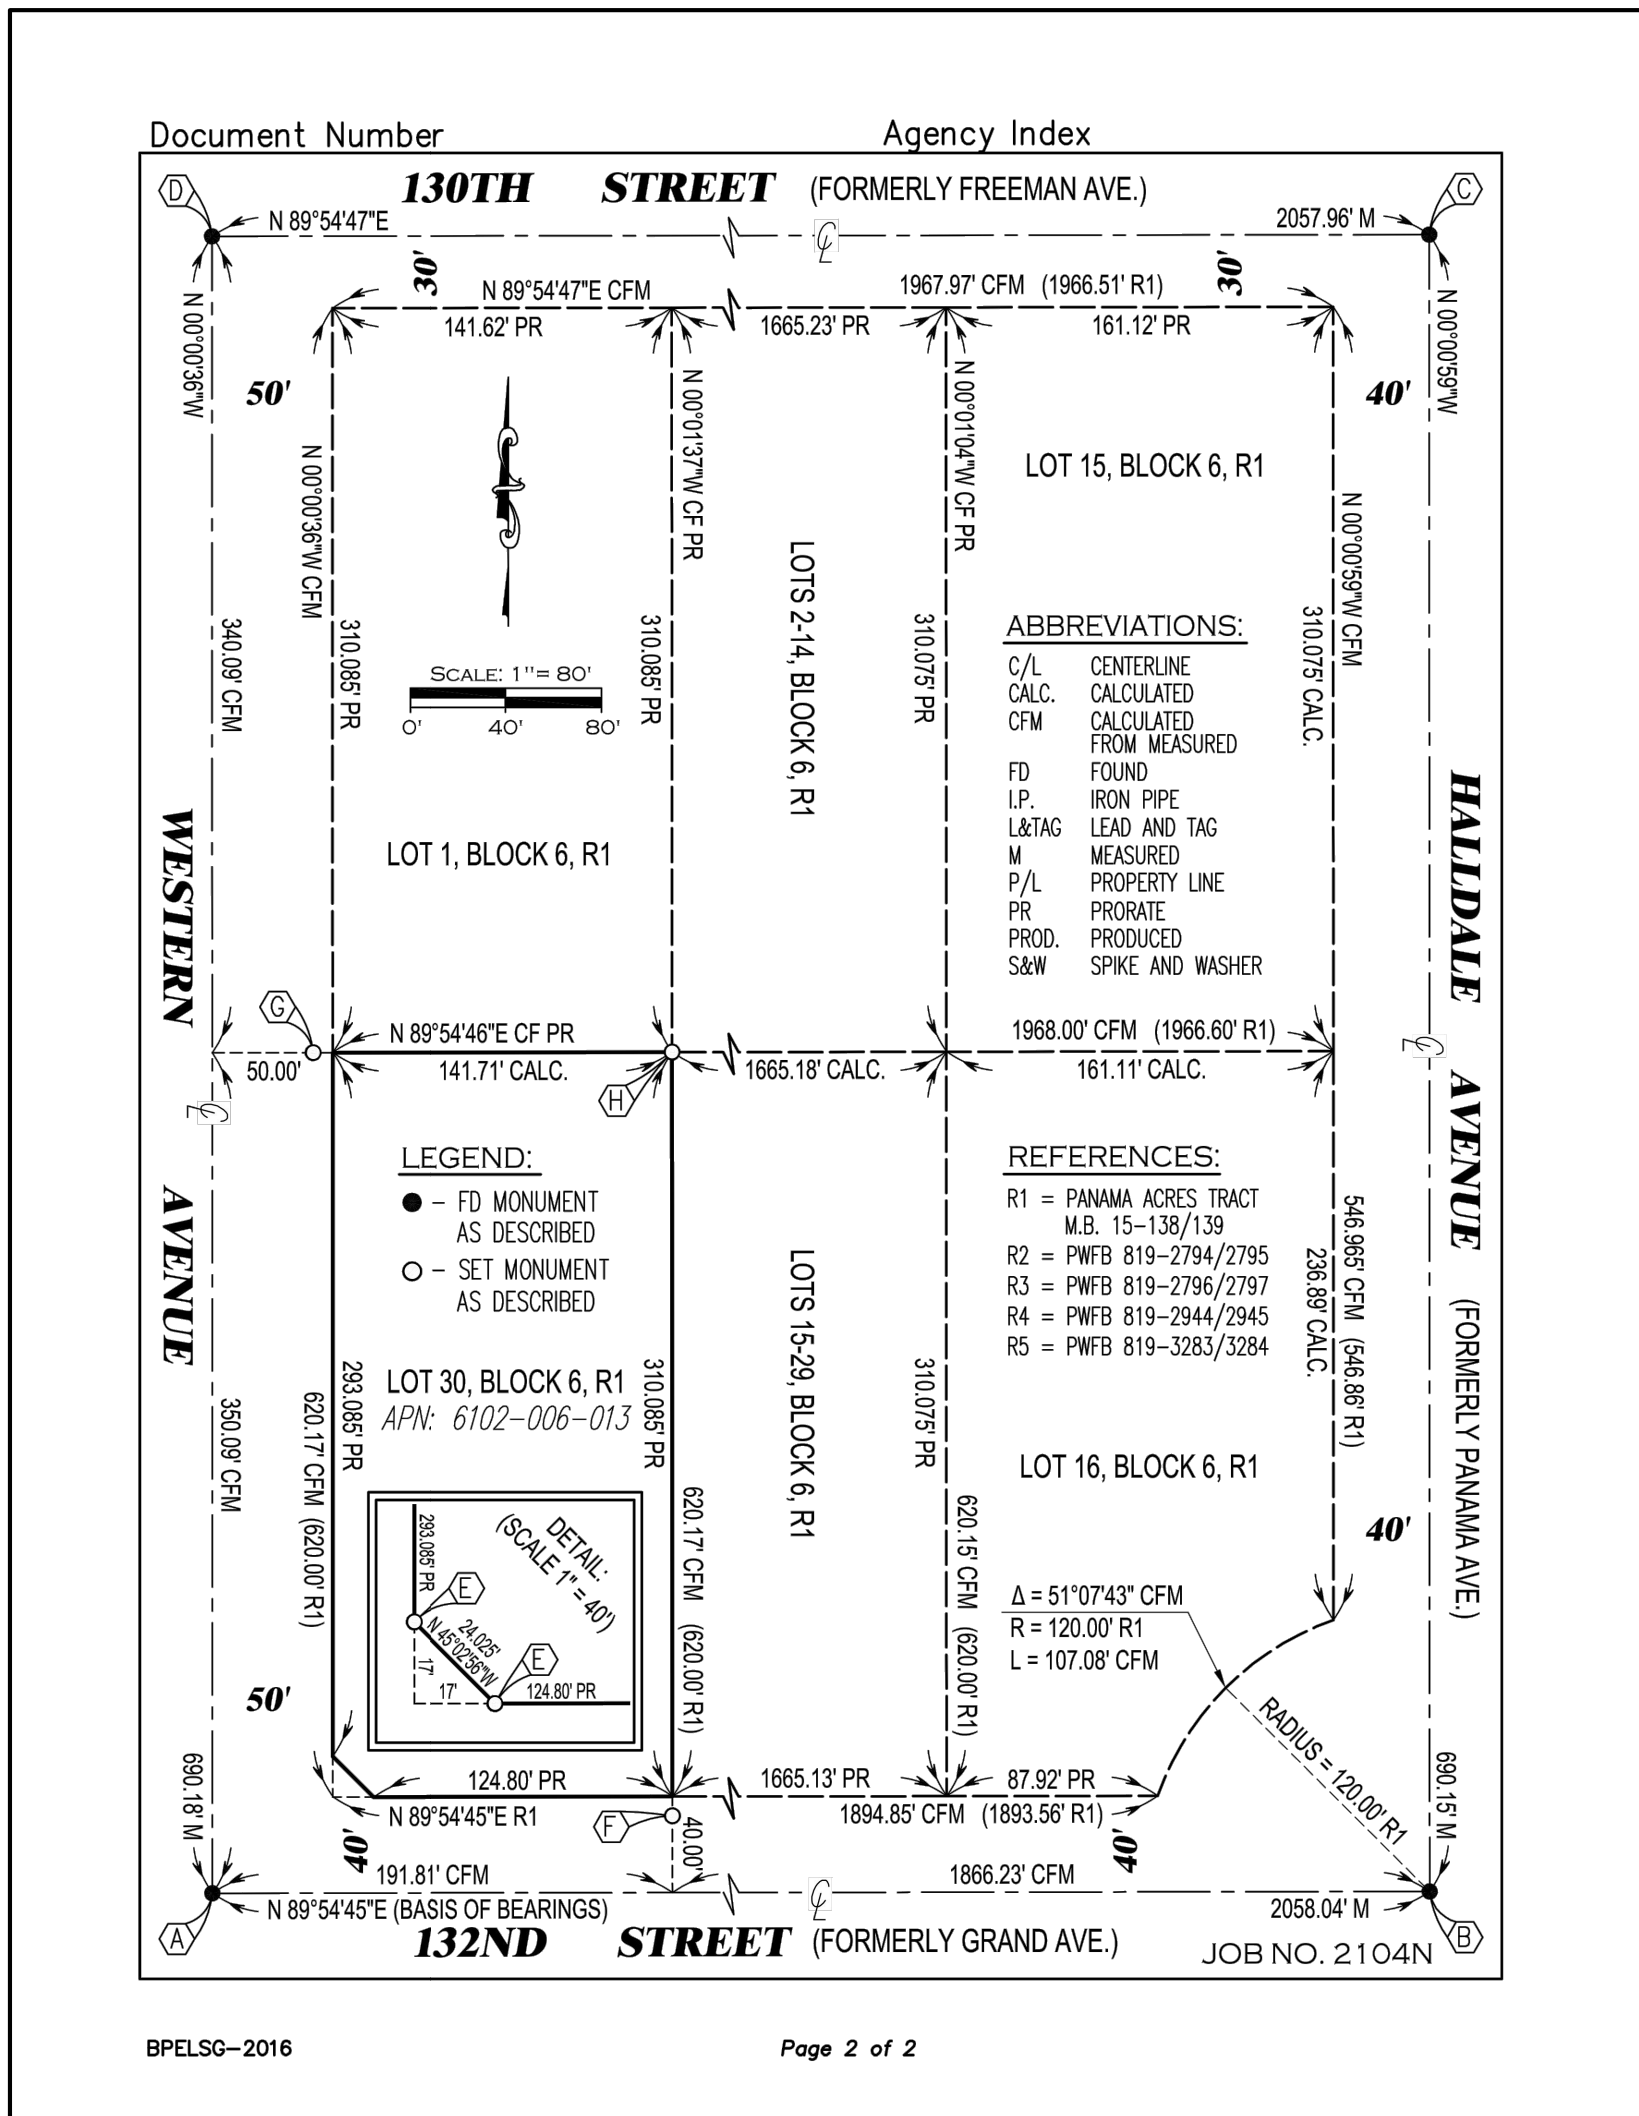 Document Number
Agency Index
D
130TH STREET (FORMERLY FREEMAN AVE.)
C
N 89°54'47"E
2057.96' M
30'
30'
N 89°54'47"E CFM
1967.97' CFM (1966.51' R1)
141.62' PR
1665.23' PR
161.12' PR
N 00°00'36"W
50'
40'
N 00°00'59"W
N 00°00'36"W CFM
N 00°01'37"W CF PR
N 00°01'04"W CF PR
LOT 15, BLOCK 6, R1
N 00°00'59"W CFM
340.09' CFM
310.085' PR
310.085' PR
LOTS 2-14, BLOCK 6, R1
310.075' PR
310.075' CALC.
SCALE: 1"= 80'
0' 40' 80'
ABBREVIATIONS:
C/L CENTERLINE
CALC. CALCULATED
CFM CALCULATED
FROM MEASURED
FD FOUND
I.P. IRON PIPE
L&TAG LEAD AND TAG
M MEASURED
P/L PROPERTY LINE
PR PRORATE
PROD. PRODUCED
S&W SPIKE AND WASHER
LOT 1, BLOCK 6, R1
WESTERN AVENUE
HALLDALE AVENUE (FORMERLY PANAMA AVE.)
G
N 89°54'46"E CF PR
1968.00' CFM (1966.60' R1)
50.00'
141.71' CALC.
1665.18' CALC.
161.11' CALC.
H
LEGEND:
– FD MONUMENT
AS DESCRIBED
– SET MONUMENT
AS DESCRIBED
REFERENCES:
R1 = PANAMA ACRES TRACT
M.B. 15-138/139
R2 = PWFB 819-2794/2795
R3 = PWFB 819-2796/2797
R4 = PWFB 819-2944/2945
R5 = PWFB 819-3283/3284
546.965' CFM (546.86' R1)
236.89' CALC.
350.09' CFM
620.17' CFM (620.00' R1)
293.085' PR
LOT 30, BLOCK 6, R1
APN: 6102-006-013
310.085' PR
620.17' CFM (620.00' R1)
LOTS 15-29, BLOCK 6, R1
310.075' PR
620.15' CFM (620.00' R1)
LOT 16, BLOCK 6, R1
40'
DETAIL:
(SCALE 1" = 40')
293.085' PR
E
24.025'
N 45°02'56"W
E
17'
17'
124.80' PR
Δ = 51°07'43" CFM
R = 120.00' R1
L = 107.08' CFM
RADIUS = 120.00' R1
50'
690.18' M
690.15' M
124.80' PR
1665.13' PR
87.92' PR
N 89°54'45"E R1
1894.85' CFM (1893.56' R1)
F
40.00'
40'
40'
191.81' CFM
1866.23' CFM
N 89°54'45"E (BASIS OF BEARINGS)
2058.04' M
A
132ND STREET (FORMERLY GRAND AVE.)
B
JOB NO. 2104N
BPELSG-2016
Page 2 of 2